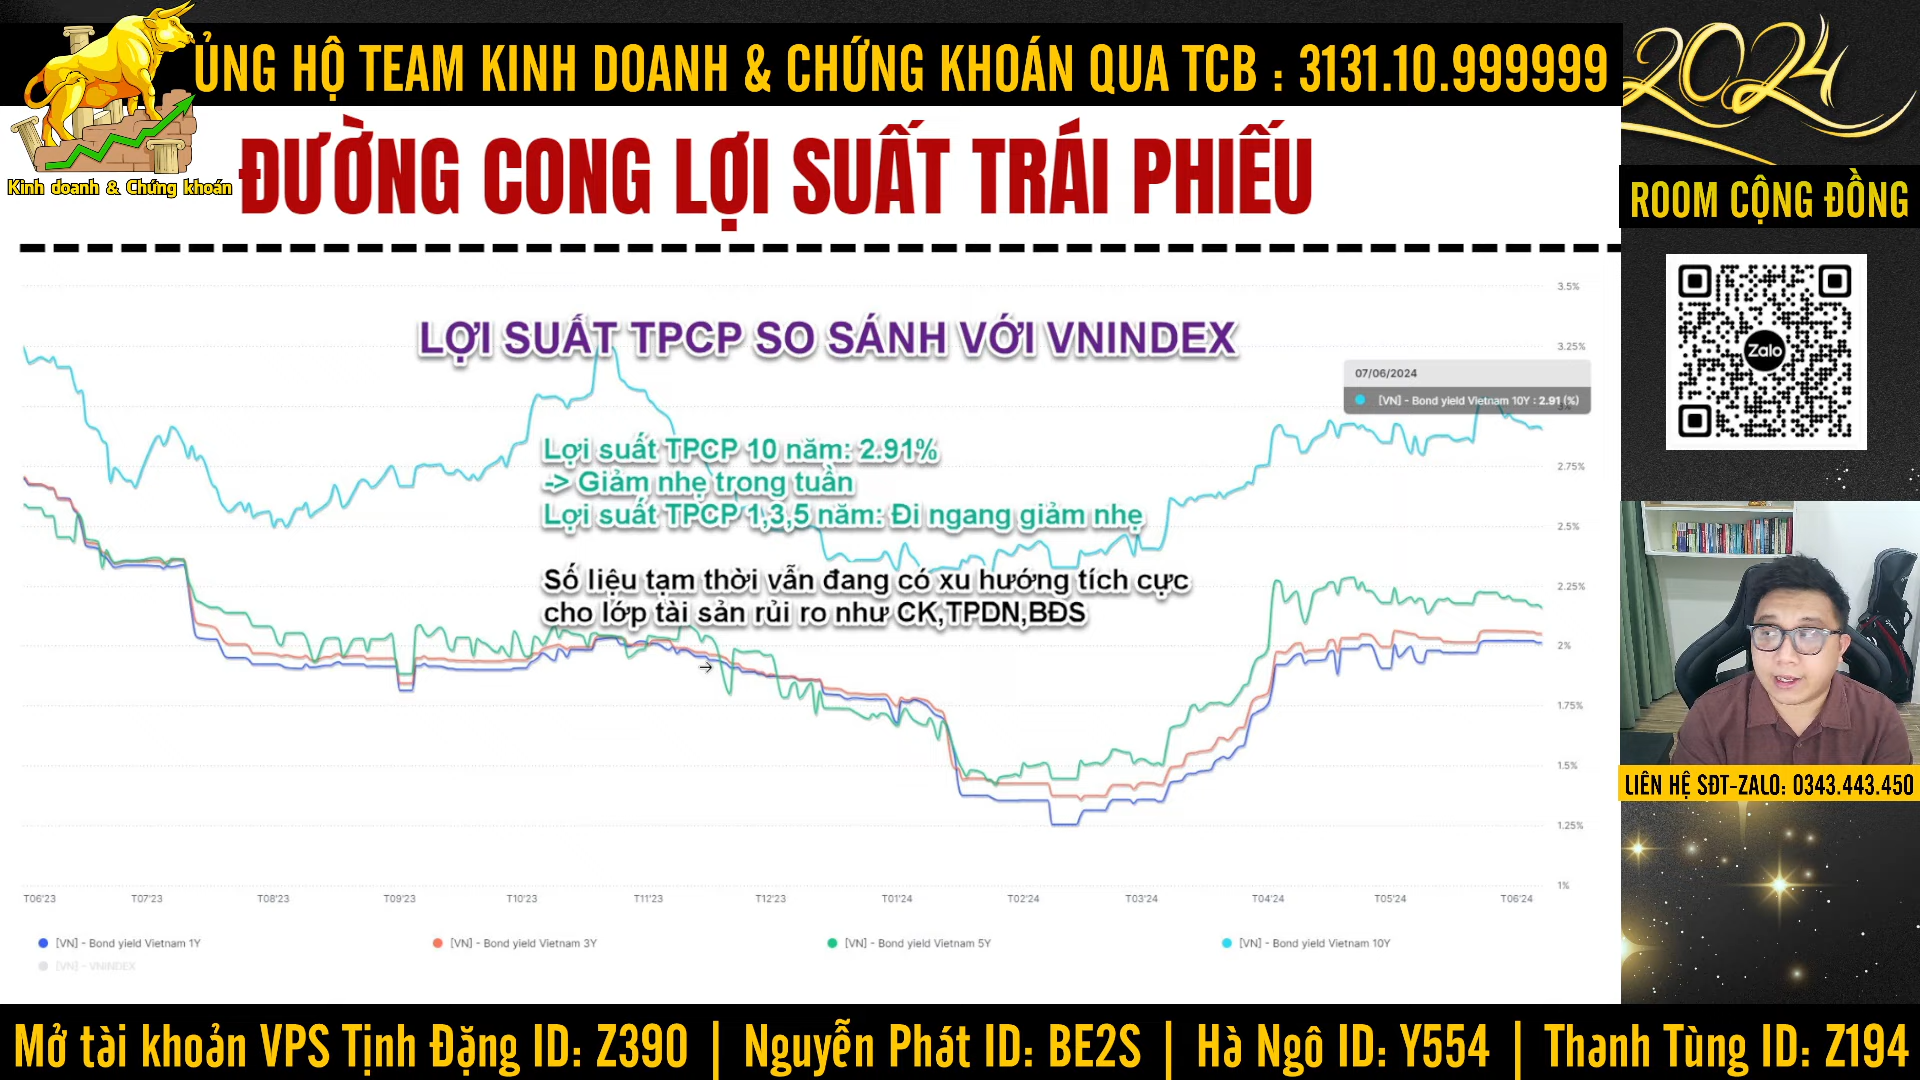 ỦNG HỘ TEAM KINH DOANH & CHỨNG KHOÁN QUA TCB : 3131.10.999999
2024
Kinh doanh & Chứng khoán
ĐƯỜNG CONG LỢI SUẤT TRÁI PHIẾU
ROOM CỘNG ĐỒNG
Zalo
LỢI SUẤT TPCP SO SÁNH VỚI VNINDEX
07/06/2024
[VN] - Bond yield Vietnam 10Y : 2.91 (%)
Lợi suất TPCP 10 năm: 2.91%
-> Giảm nhẹ trong tuần
Lợi suất TPCP 1,3,5 năm: Đi ngang giảm nhẹ
Số liệu tạm thời vẫn đang có xu hướng tích cực
cho lớp tài sản rủi ro như CK,TPDN,BĐS
3.5%
3.25%
3%
2.75%
2.5%
2.25%
2%
1.75%
1.5%
1.25%
1%
T06'23 T07'23 T08'23 T09'23 T10'23 T11'23 T12'23 T01'24 T02'24 T03'24 T04'24 T05'24 T06'24
[VN] - Bond yield Vietnam 1Y [VN] - Bond yield Vietnam 3Y [VN] - Bond yield Vietnam 5Y [VN] - Bond yield Vietnam 10Y
[VN] - VNINDEX
LIÊN HỆ SĐT-ZALO: 0343.443.450
Mở tài khoản VPS Tịnh Đặng ID: Z390 | Nguyễn Phát ID: BE2S | Hà Ngô ID: Y554 | Thanh Tùng ID: Z194